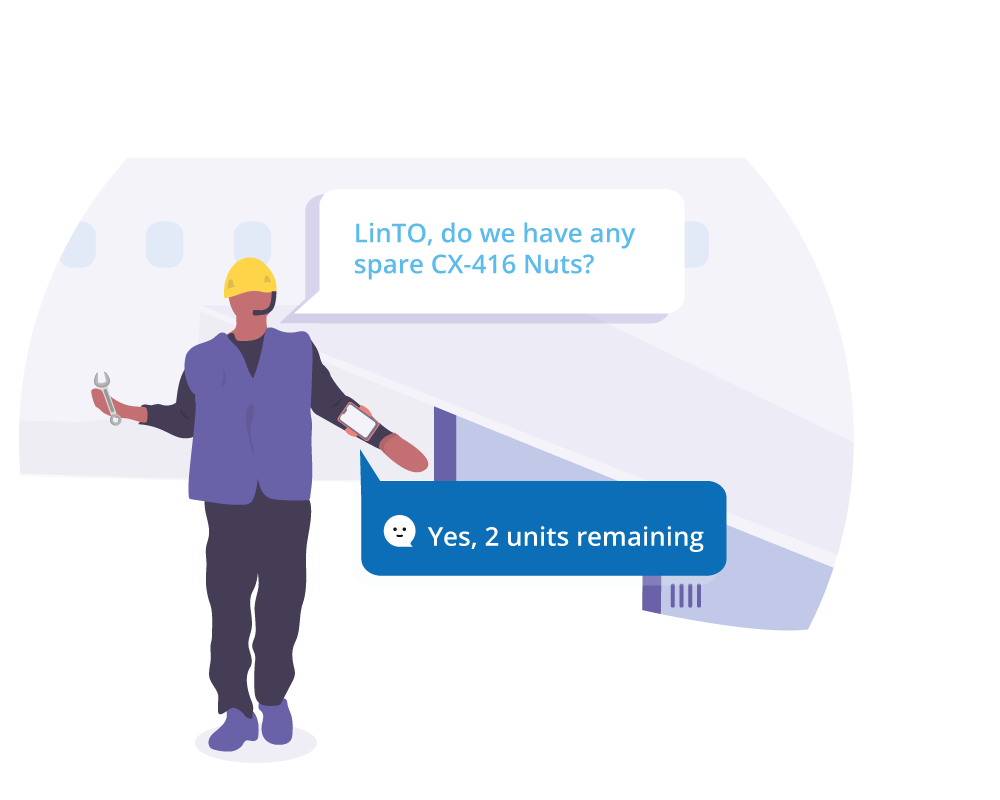 LinTO, do we have any
spare CX-416 Nuts?
Yes, 2 units remaining